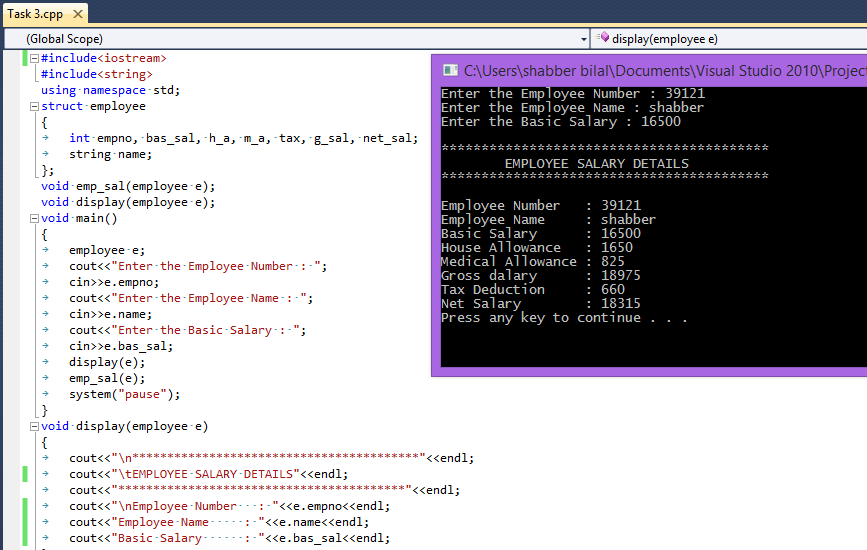 Task 3.cpp
(Global Scope)
display(employee e)
#include<iostream>
#include<string>
using namespace std;
struct employee
{
int empno, bas_sal, h_a, m_a, tax, g_sal, net_sal;
string name;
};
void emp_sal(employee e);
void display(employee e);
void main()
{
employee e;
cout<<"Enter the Employee Number : ";
cin>>e.empno;
cout<<"Enter the Employee Name : ";
cin>>e.name;
cout<<"Enter the Basic Salary : ";
cin>>e.bas_sal;
display(e);
emp_sal(e);
system("pause");
}
void display(employee e)
{
cout<<"\n*****************************************"<<endl;
cout<<"\tEMPLOYEE SALARY DETAILS"<<endl;
cout<<"*****************************************"<<endl;
cout<<"\nEmployee Number   : "<<e.empno<<endl;
cout<<"Employee Name     : "<<e.name<<endl;
cout<<"Basic Salary      : "<<e.bas_sal<<endl;
C:\Users\shabber bilal\Documents\Visual Studio 2010\Project
Enter the Employee Number : 39121
Enter the Employee Name : shabber
Enter the Basic Salary : 16500
*****************************************
EMPLOYEE SALARY DETAILS
*****************************************
Employee Number   : 39121
Employee Name     : shabber
Basic Salary      : 16500
House Allowance   : 1650
Medical Allowance : 825
Gross dalary      : 18975
Tax Deduction     : 660
Net Salary        : 18315
Press any key to continue . . .